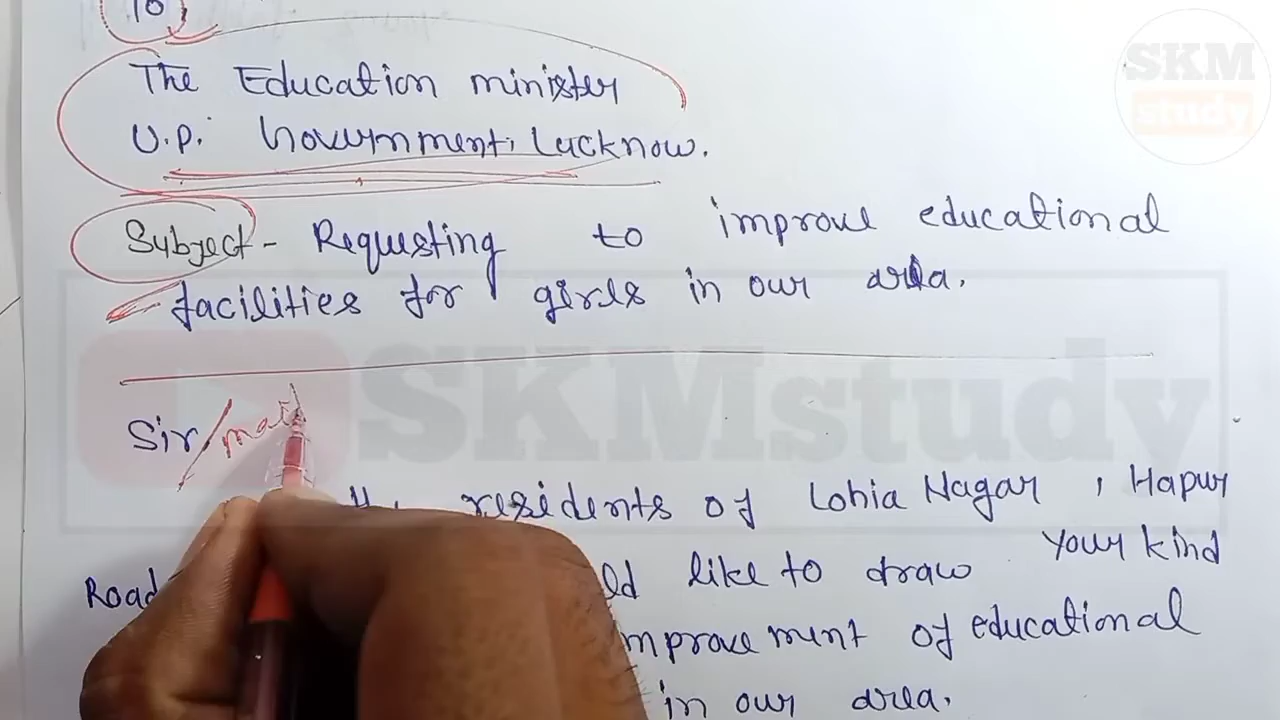 To,
SKM
study
The Education minister
U.P. Government, Lucknow.
Subject - Requesting to improve educational
facilities for girls in our area.
SKMstudy
Sir/mad
residents of Lohia Nagar, Hapur
Road like to draw your kind
improvement of educational
in our area.